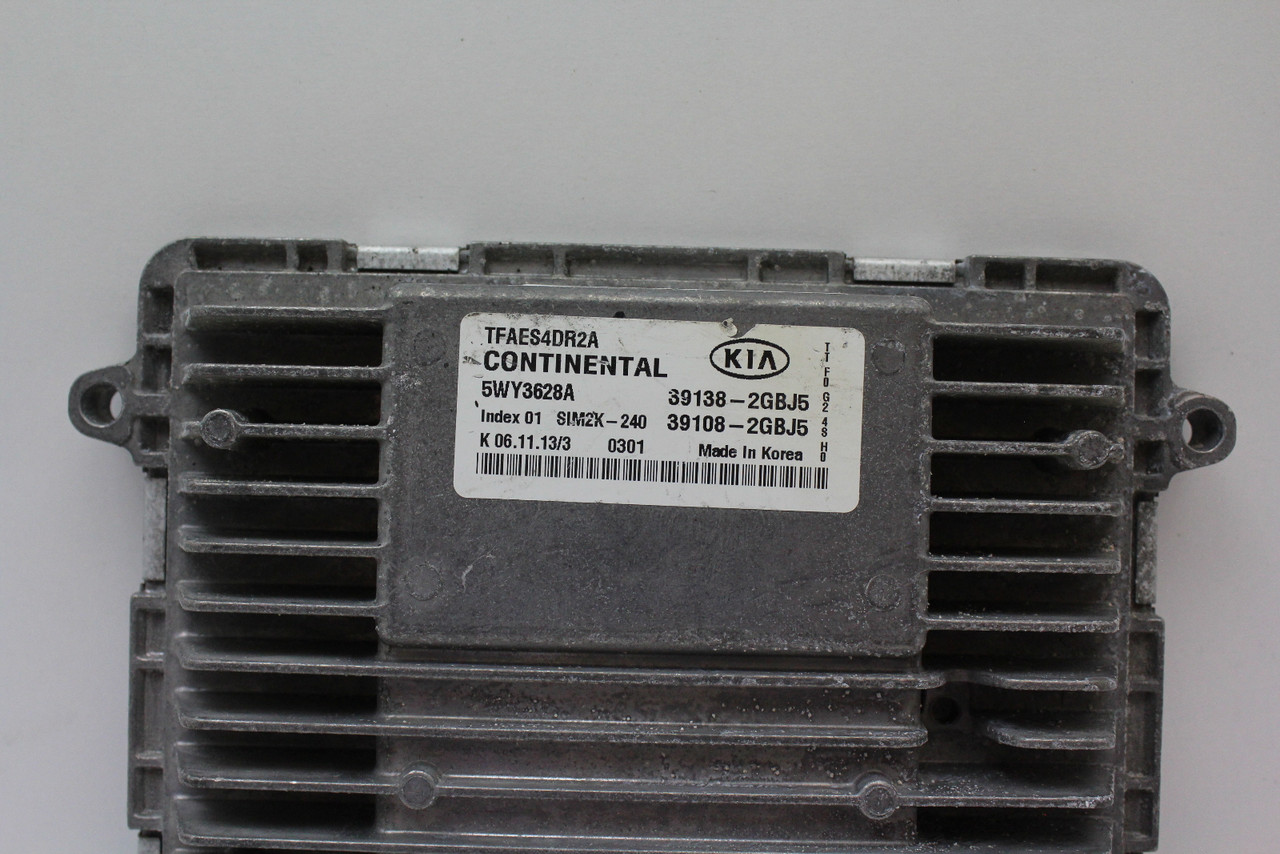 TFAES4DR2A
CONTINENTAL
KIA
5WY3628A 39138-2GBJ5
Index 01 SIM2K-240 39108-2GBJ5
K 06.11.13/3 0301 Made In Korea
TTF0G24SH0